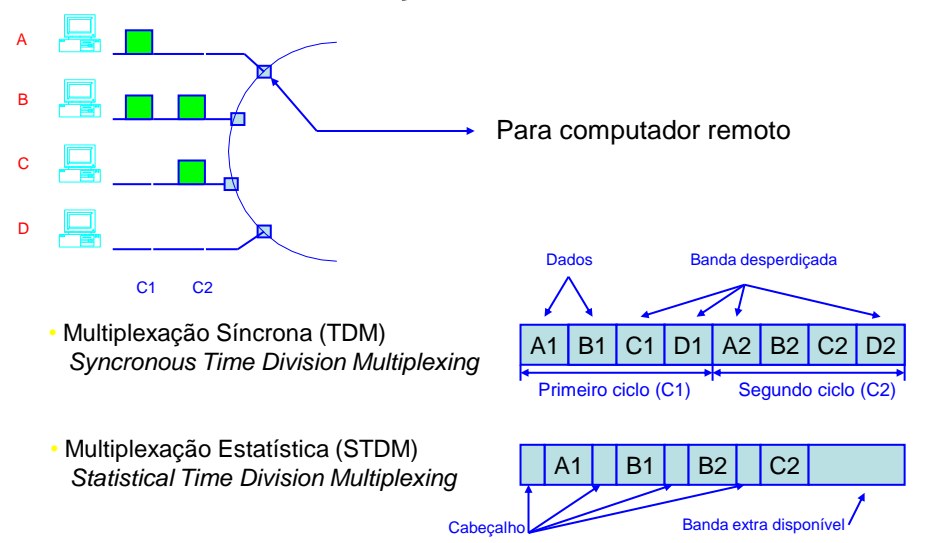 A
B
Para computador remoto
C
D
C1 C2
Dados Banda desperdiçada
• Multiplexação Síncrona (TDM)
Syncronous Time Division Multiplexing
A1 B1 C1 D1 A2 B2 C2 D2
Primeiro ciclo (C1) Segundo ciclo (C2)
• Multiplexação Estatística (STDM)
Statistical Time Division Multiplexing
A1 B1 B2 C2
Cabeçalho Banda extra disponível